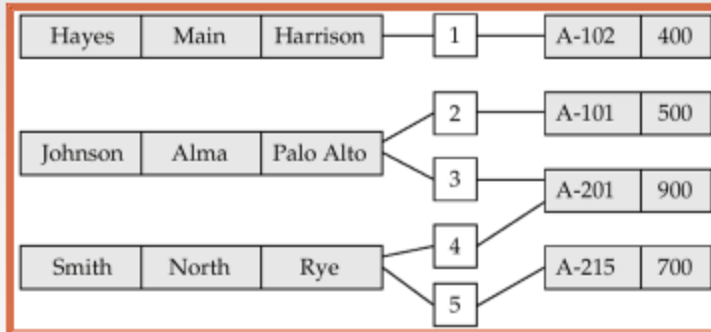 Hayes Main Harrison 1 A-102 400
2 A-101 500
Johnson Alma Palo Alto
3 A-201 900
4
Smith North Rye A-215 700
5